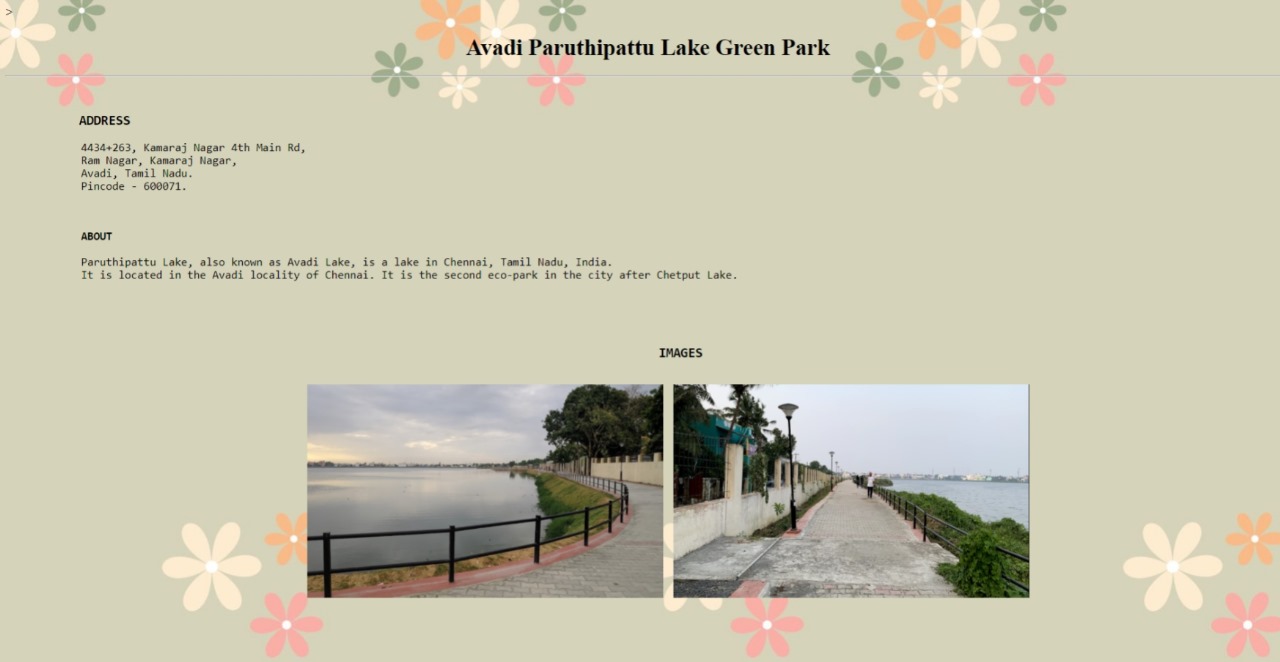 >
Avadi Paruthipattu Lake Green Park
ADDRESS
4434+263, Kamaraj Nagar 4th Main Rd,
Ram Nagar, Kamaraj Nagar,
Avadi, Tamil Nadu.
Pincode - 600071.
ABOUT
Paruthipattu Lake, also known as Avadi Lake, is a lake in Chennai, Tamil Nadu, India.
It is located in the Avadi locality of Chennai. It is the second eco-park in the city after Chetput Lake.
IMAGES